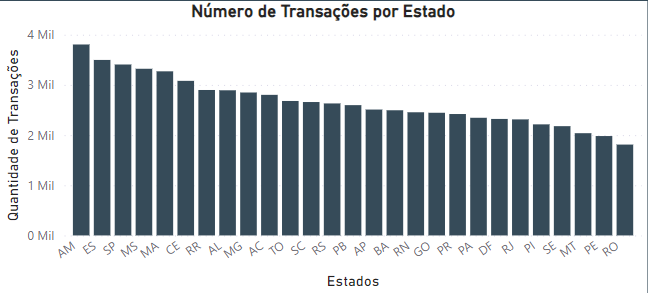 Número de Transações por Estado
4 Mil
3 Mil
2 Mil
1 Mil
0 Mil
Quantidade de Transações
AM ES SP MS MA CE RR AL MG AC TO SC RS PB AP BA RN GO PR PA DF RJ PI SE MT PE RO
Estados